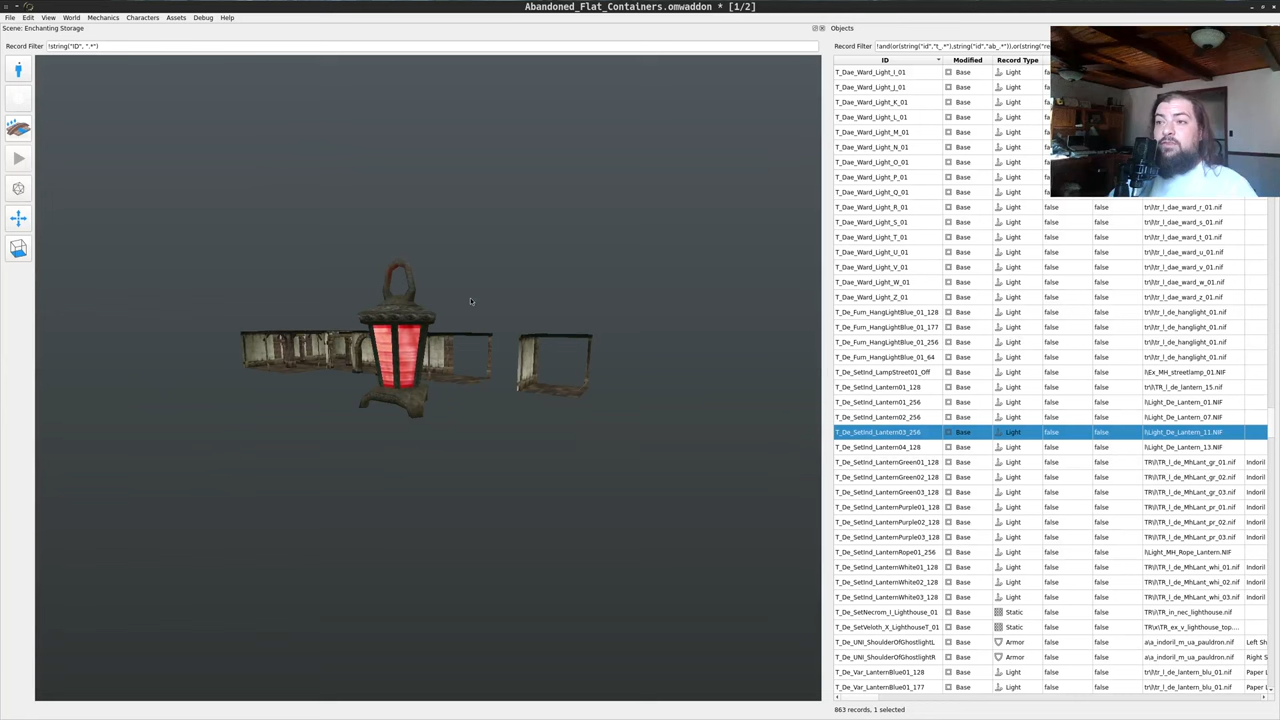 Abandoned_Flat_Containers.omwaddon * [1/2]
File Edit View World Mechanics Characters Assets Debug Help
Scene: Enchanting Storage
Objects
Record Filter !string("ID", ".*")
Record Filter !and(or(string("id","t_.*"),string("id","ab_.*")),or(string("re
ID Modified Record Type
T_Dae_Ward_Light_I_01 Base Light
T_Dae_Ward_Light_J_01 Base Light
T_Dae_Ward_Light_K_01 Base Light
T_Dae_Ward_Light_L_01 Base Light
T_Dae_Ward_Light_M_01 Base Light
T_Dae_Ward_Light_N_01 Base Light
T_Dae_Ward_Light_O_01 Base Light
T_Dae_Ward_Light_P_01 Base Light
T_Dae_Ward_Light_Q_01 Base Light
T_Dae_Ward_Light_R_01 Base Light false false tr\l\tr_l_dae_ward_r_01.nif
T_Dae_Ward_Light_S_01 Base Light false false tr\l\tr_l_dae_ward_s_01.nif
T_Dae_Ward_Light_T_01 Base Light false false tr\l\tr_l_dae_ward_t_01.nif
T_Dae_Ward_Light_U_01 Base Light false false tr\l\tr_l_dae_ward_u_01.nif
T_Dae_Ward_Light_V_01 Base Light false false tr\l\tr_l_dae_ward_v_01.nif
T_Dae_Ward_Light_W_01 Base Light false false tr\l\tr_l_dae_ward_w_01.nif
T_Dae_Ward_Light_Z_01 Base Light false false tr\l\tr_l_dae_ward_z_01.nif
T_De_Furn_HangLightBlue_01_128 Base Light false false tr\l\tr_l_de_hanglight_01.nif
T_De_Furn_HangLightBlue_01_177 Base Light false false tr\l\tr_l_de_hanglight_01.nif
T_De_Furn_HangLightBlue_01_256 Base Light false false tr\l\tr_l_de_hanglight_01.nif
T_De_Furn_HangLightBlue_01_64 Base Light false false tr\l\tr_l_de_hanglight_01.nif
T_De_SetInd_LampStreet01_Off Base Light false false l\Ex_MH_streetlamp_01.NIF
T_De_SetInd_Lantern01_128 Base Light false false tr\l\TR_l_de_lantern_15.nif
T_De_SetInd_Lantern01_256 Base Light false false l\Light_De_Lantern_01.NIF
T_De_SetInd_Lantern02_256 Base Light false false l\Light_De_Lantern_07.NIF
T_De_SetInd_Lantern03_256 Base Light false false l\Light_De_Lantern_11.NIF
T_De_SetInd_Lantern04_128 Base Light false false l\Light_De_Lantern_13.NIF
T_De_SetInd_LanternGreen01_128 Base Light false false TR\l\TR_l_de_MhLant_gr_01.nif Indoril
T_De_SetInd_LanternGreen02_128 Base Light false false TR\l\TR_l_de_MhLant_gr_02.nif Indoril
T_De_SetInd_LanternGreen03_128 Base Light false false TR\l\TR_l_de_MhLant_gr_03.nif Indoril
T_De_SetInd_LanternPurple01_128 Base Light false false TR\l\TR_l_de_MhLant_pr_01.nif Indoril
T_De_SetInd_LanternPurple02_128 Base Light false false TR\l\TR_l_de_MhLant_pr_02.nif Indoril
T_De_SetInd_LanternPurple03_128 Base Light false false TR\l\TR_l_de_MhLant_pr_03.nif Indoril
T_De_SetInd_LanternRope01_256 Base Light false false l\Light_MH_Rope_Lantern.NIF
T_De_SetInd_LanternWhite01_128 Base Light false false TR\l\TR_l_de_MhLant_whi_01.nif Indoril
T_De_SetInd_LanternWhite02_128 Base Light false false TR\l\TR_l_de_MhLant_whi_02.nif Indoril
T_De_SetInd_LanternWhite03_128 Base Light false false TR\l\TR_l_de_MhLant_whi_03.nif Indoril
T_De_SetNecrom_I_Lighthouse_01 Base Static false false tr\l\TR_in_nec_lighthouse.nif
T_De_SetVeloth_X_LighthouseT_01 Base Static false false TR\x\TR_ex_v_lighthouse_top....
T_De_UNI_ShoulderOfGhostlightL Base Armor false false a\a_indoril_m_ua_pauldron.nif Left Sh
T_De_UNI_ShoulderOfGhostlightR Base Armor false false a\a_indoril_m_ua_pauldron.nif Right S
T_De_Var_LanternBlue01_128 Base Light false false tr\l\tr_l_de_lantern_blu_01.nif Paper L
T_De_Var_LanternBlue01_177 Base Light false false tr\l\tr_l_de_lantern_blu_01.nif Paper L
863 records, 1 selected